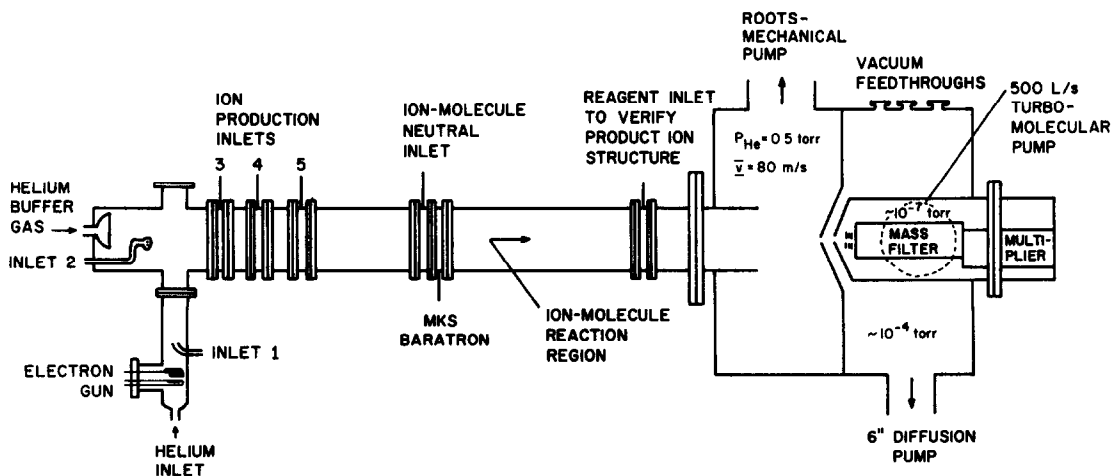 ROOTS-
MECHANICAL
PUMP
VACUUM
FEEDTHROUGHS
500 L/s
TURBO-
MOLECULAR
PUMP
ION
PRODUCTION
INLETS
3 4 5
ION-MOLECULE
NEUTRAL
INLET
REAGENT INLET
TO VERIFY
PRODUCT ION
STRUCTURE
P_He = 0.5 torr
v̅ = 80 m/s
HELIUM
BUFFER
GAS
INLET 2
~10⁻⁷ torr
MASS
FILTER
MULTI-
PLIER
MKS
BARATRON
ION-MOLECULE
REACTION
REGION
~10⁻⁴ torr
INLET 1
ELECTRON
GUN
HELIUM
INLET
6" DIFFUSION
PUMP